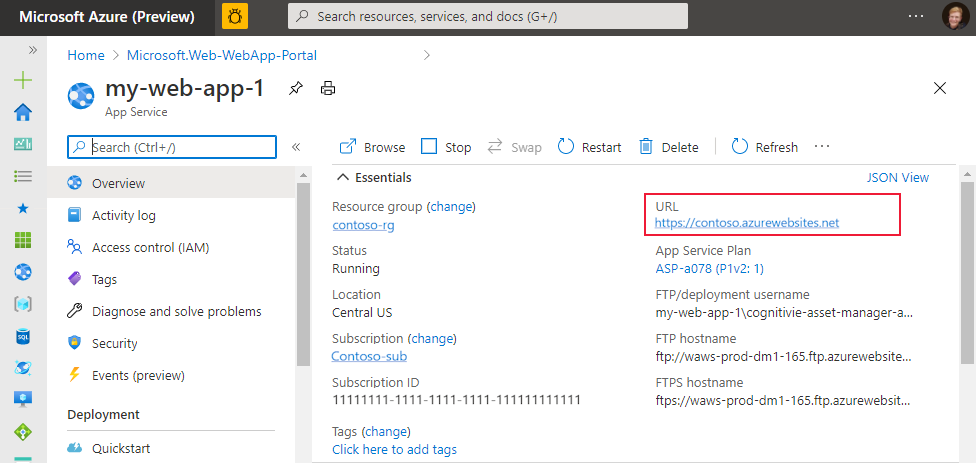 Microsoft Azure (Preview)
Search resources, services, and docs (G+/)
Home > Microsoft.Web-WebApp-Portal >
my-web-app-1
App Service
Search (Ctrl+/)
Overview
Activity log
Access control (IAM)
Tags
Diagnose and solve problems
Security
Events (preview)
Deployment
Quickstart
Browse Stop Swap Restart Delete Refresh ...
Essentials
JSON View
Resource group (change)
contoso-rg
Status
Running
Location
Central US
Subscription (change)
Contoso-sub
Subscription ID
11111111-1111-1111-1111-111111111111
Tags (change)
Click here to add tags
URL
https://contoso.azurewebsites.net
App Service Plan
ASP-a078 (P1v2: 1)
FTP/deployment username
my-web-app-1\cognitivie-asset-manager-a...
FTP hostname
ftp://waws-prod-dm1-165.ftp.azurewebsite...
FTPS hostname
ftps://waws-prod-dm1-165.ftp.azurewebsit...